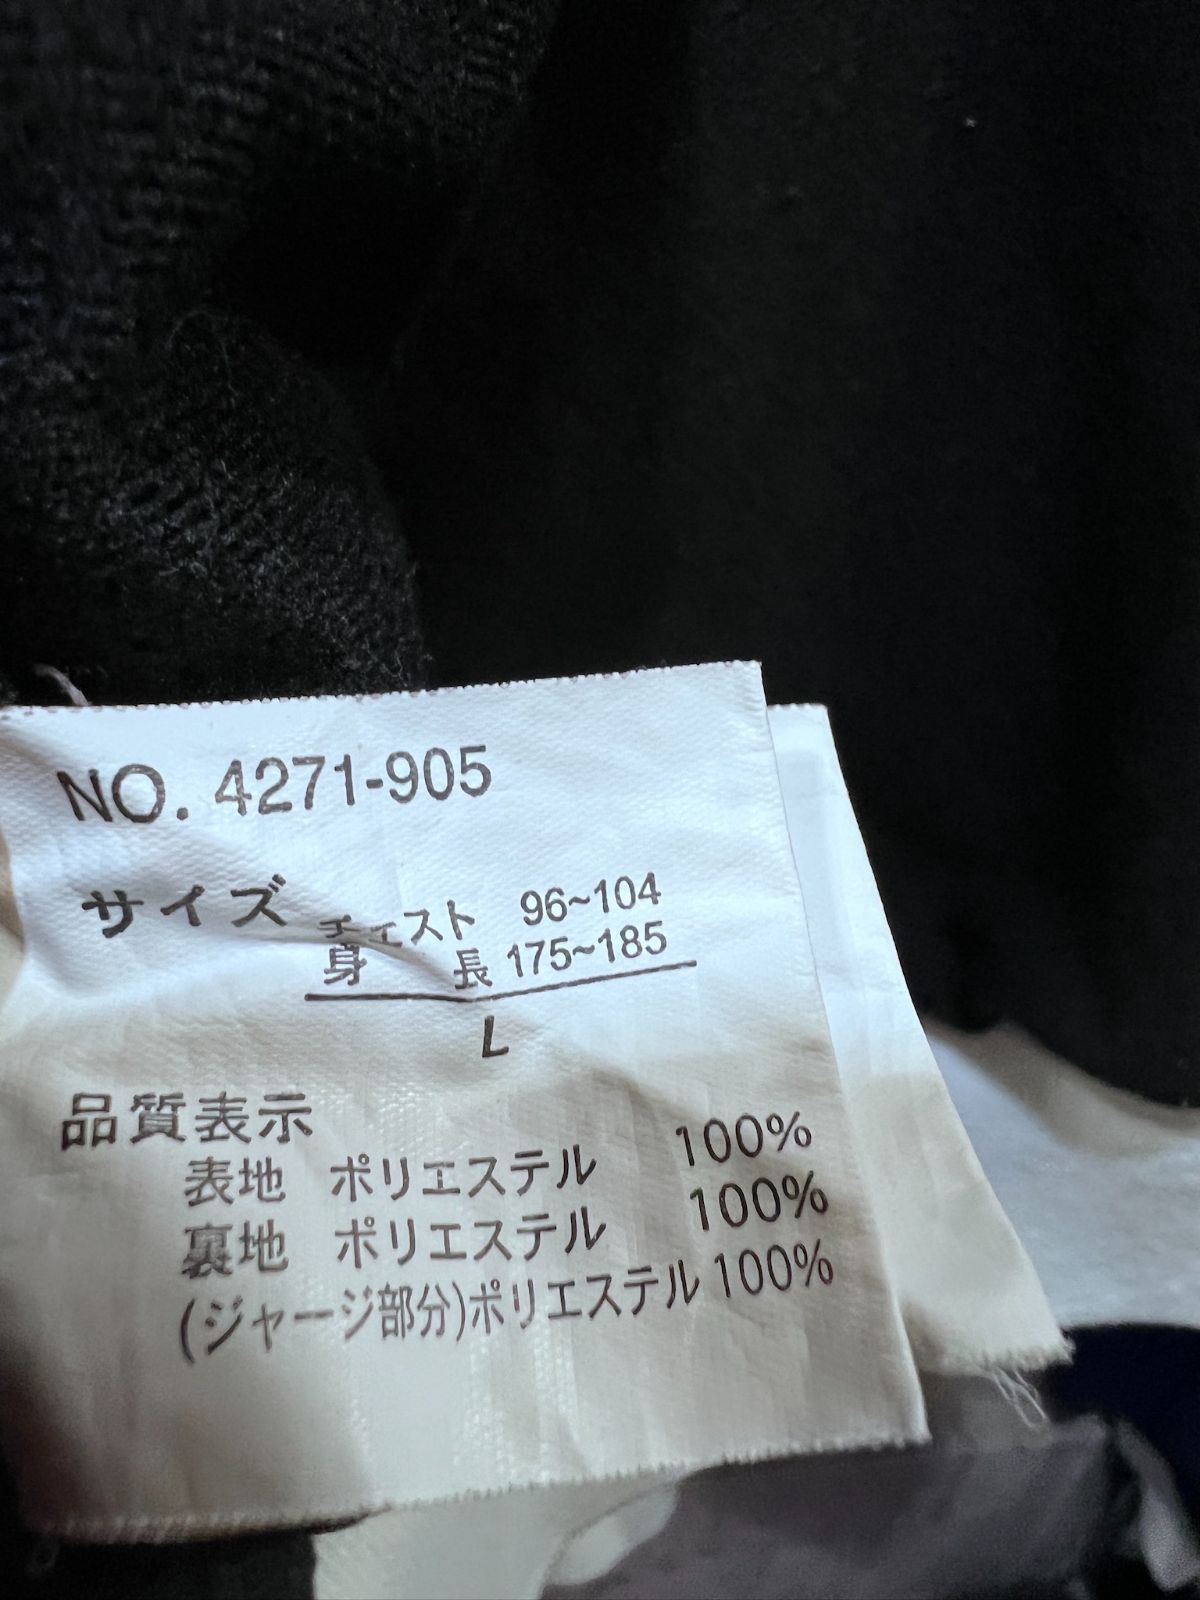 NO. 4271-905
サイズ チェスト 96~104
身 長 175~185
L
品質表示
表地 ポリエステル 100%
裏地 ポリエステル 100%
(ジャージ部分)ポリエステル 100%